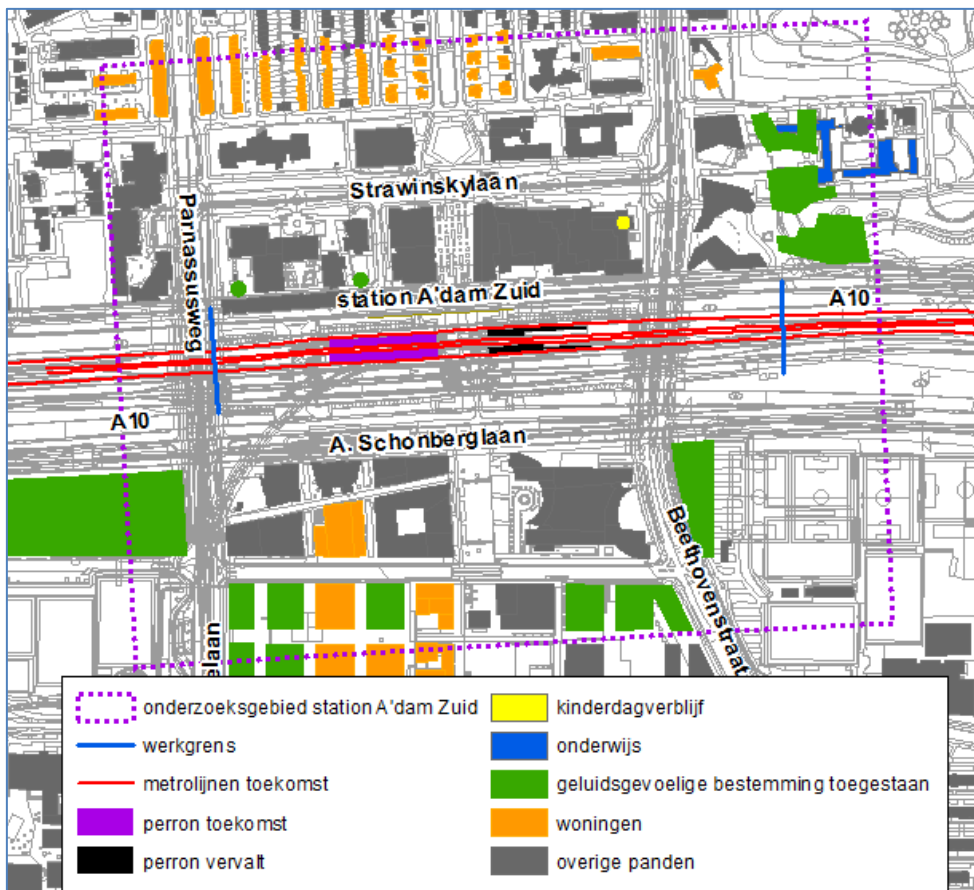 Strawinskylaan
Parnassusweg
station A'dam Zuid
A10
A10
A. Schonberglaan
Beethovenstraat
elaan
onderzoeksgebied station A'dam Zuid
werkgrens
metrolijnen toekomst
perron toekomst
perron vervalt
kinderdagverblijf
onderwijs
geluidsgevoelige bestemming toegestaan
woningen
overige panden